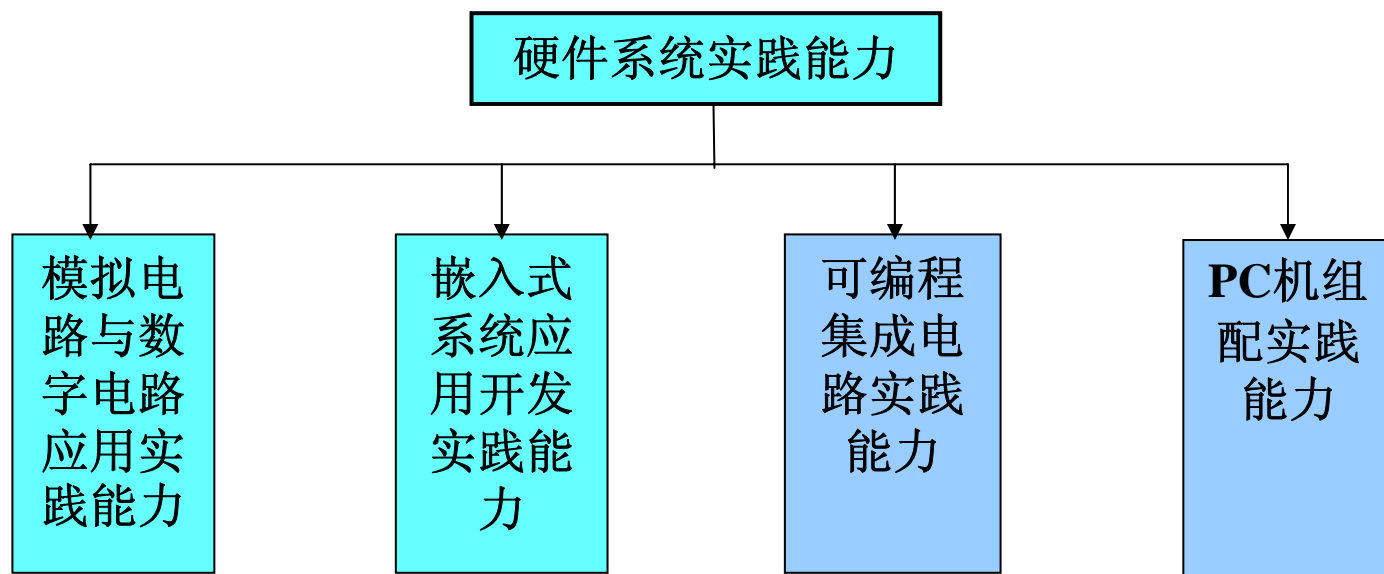 硬件系统实践能力
模拟电
路与数
字电路
应用实
践能力
嵌入式
系统应
用开发
实践能
力
可编程
集成电
路实践
能力
PC机组
配实践
能力